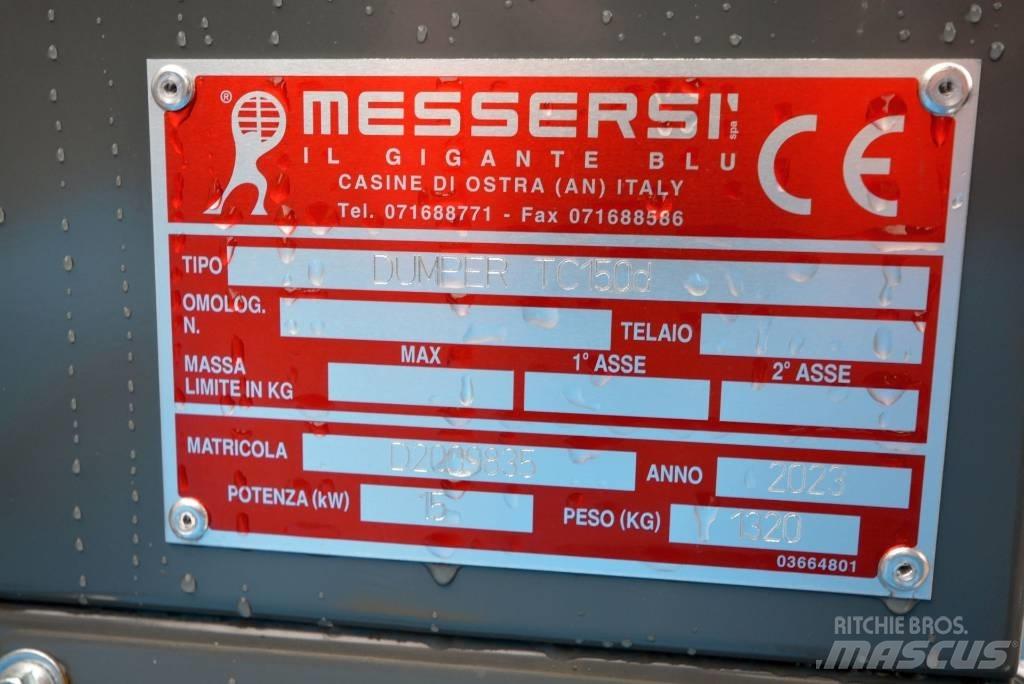 ® MESSERSI' spa
IL GIGANTE BLU
CASINE DI OSTRA (AN) ITALY
Tel. 071688771 - Fax 071688586
CE
TIPO DUMPER TC150d
OMOLOG. N. TELAIO
MASSA LIMITE IN KG MAX 1° ASSE 2° ASSE
MATRICOLA D2009835 ANNO 2023
POTENZA (kW) 15 PESO (KG) 1320
03664801
RITCHIE BROS.
MASCUS